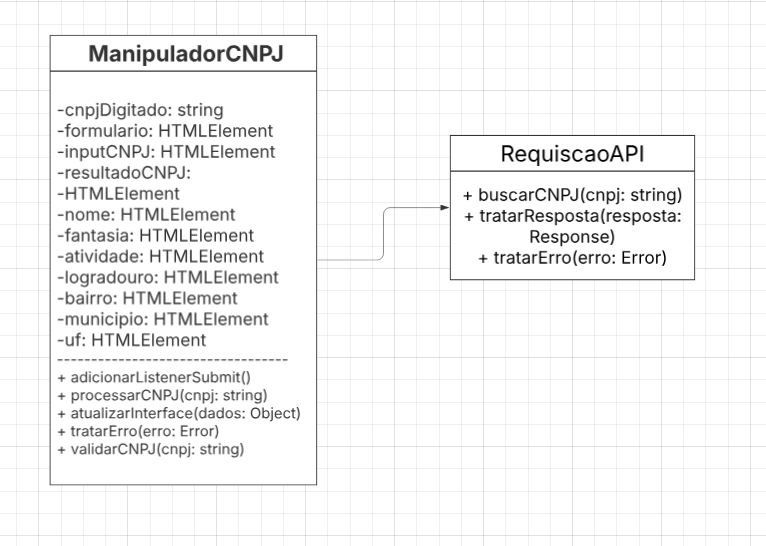 ManipuladorCNPJ
-cnpjDigitado: string
-formulario: HTMLElement
-inputCNPJ: HTMLElement
-resultadoCNPJ:
-HTMLElement
-nome: HTMLElement
-fantasia: HTMLElement
-atividade: HTMLElement
-logradouro: HTMLElement
-bairro: HTMLElement
-municipio: HTMLElement
-uf: HTMLElement
---------------------------------
+ adicionarListenerSubmit()
+ processarCNPJ(cnpj: string)
+ atualizarInterface(dados: Object)
+ tratarErro(erro: Error)
+ validarCNPJ(cnpj: string)
RequiscaoAPI
+ buscarCNPJ(cnpj: string)
+ tratarResposta(resposta:
Response)
+ tratarErro(erro: Error)